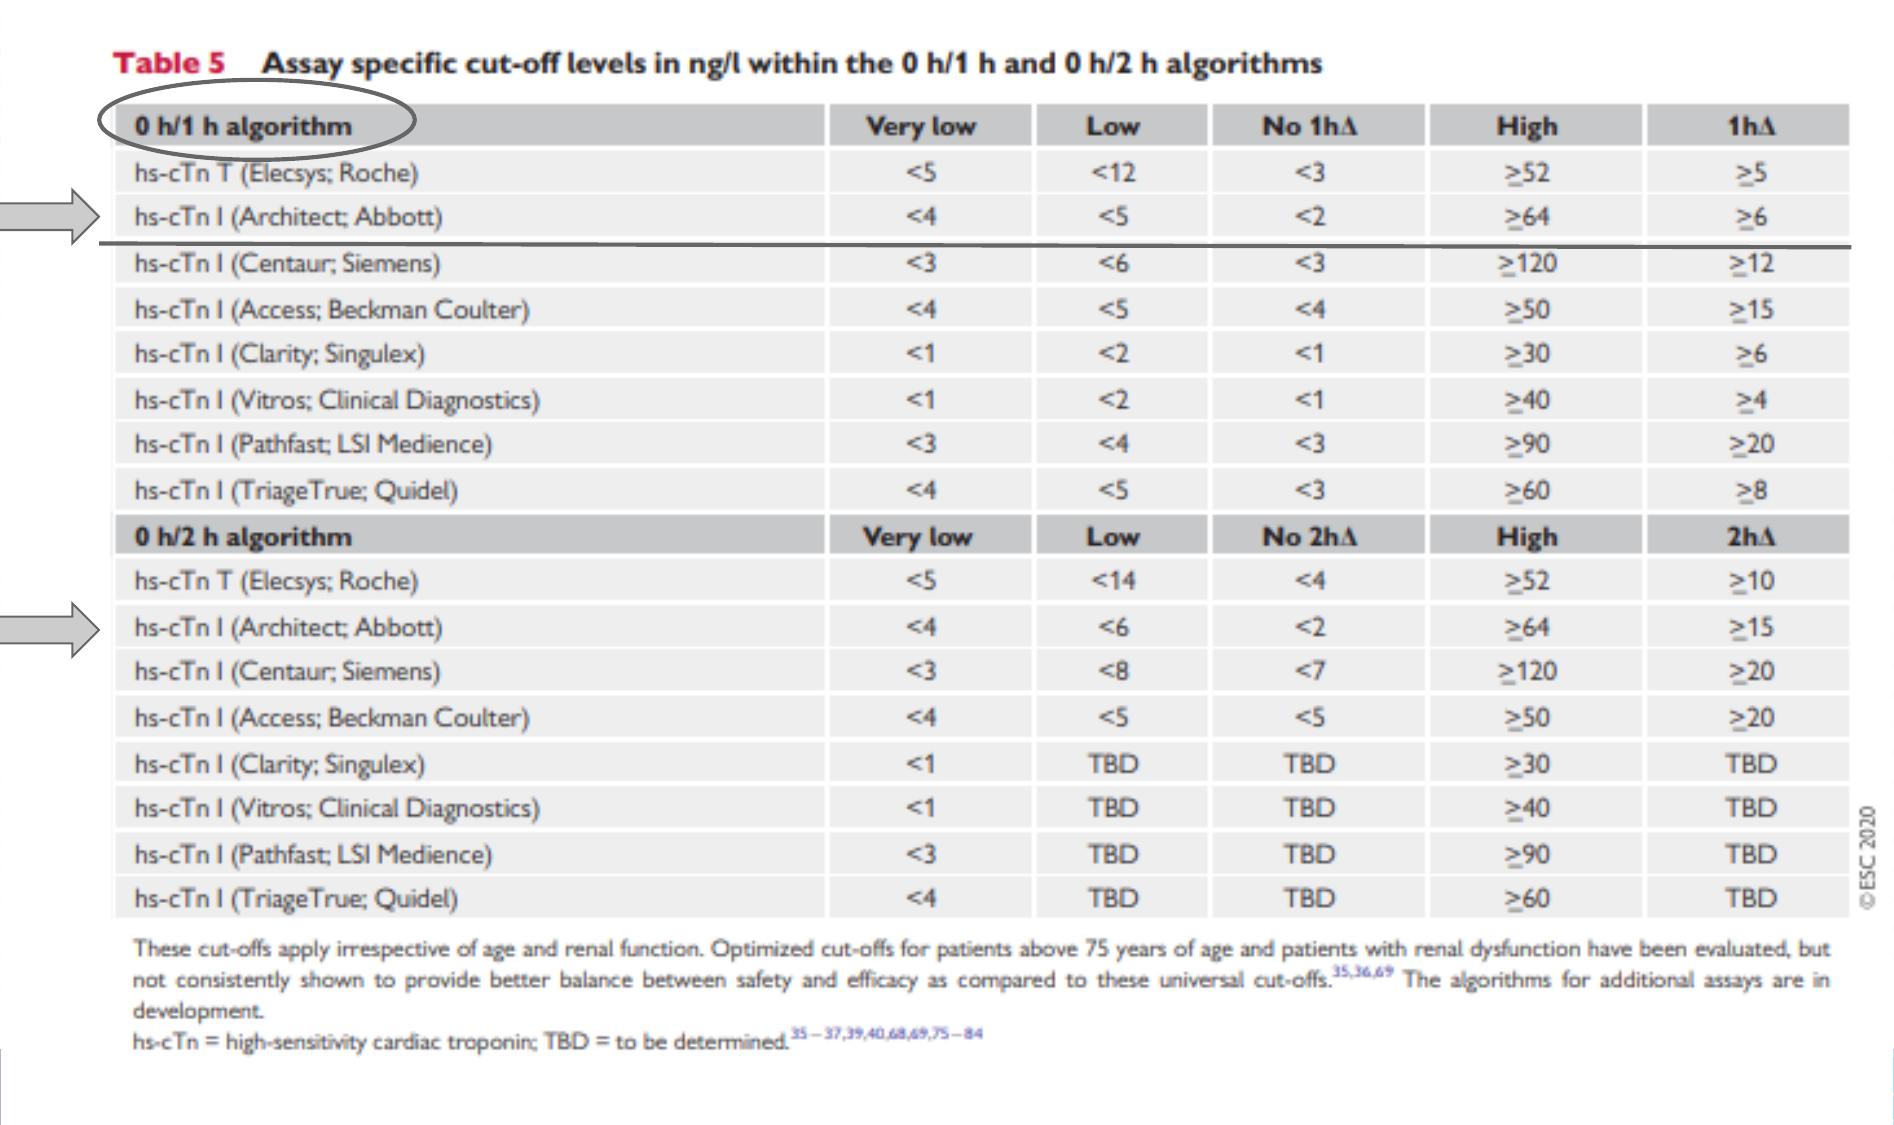 Table 5 Assay specific cut-off levels in ng/l within the 0 h/1 h and 0 h/2 h algorithms
0 h/1 h algorithm Very low Low No 1hΔ High 1hΔ
hs-cTn T (Elecsys; Roche) <5 <12 <3 ≥52 ≥5
hs-cTn I (Architect; Abbott) <4 <5 <2 ≥64 ≥6
hs-cTn I (Centaur; Siemens) <3 <6 <3 ≥120 ≥12
hs-cTn I (Access; Beckman Coulter) <4 <5 <4 ≥50 ≥15
hs-cTn I (Clarity; Singulex) <1 <2 <1 ≥30 ≥6
hs-cTn I (Vitros; Clinical Diagnostics) <1 <2 <1 ≥40 ≥4
hs-cTn I (Pathfast; LSI Medience) <3 <4 <3 ≥90 ≥20
hs-cTn I (TriageTrue; Quidel) <4 <5 <3 ≥60 ≥8
0 h/2 h algorithm Very low Low No 2hΔ High 2hΔ
hs-cTn T (Elecsys; Roche) <5 <14 <4 ≥52 ≥10
hs-cTn I (Architect; Abbott) <4 <6 <2 ≥64 ≥15
hs-cTn I (Centaur; Siemens) <3 <8 <7 ≥120 ≥20
hs-cTn I (Access; Beckman Coulter) <4 <5 <5 ≥50 ≥20
hs-cTn I (Clarity; Singulex) <1 TBD TBD ≥30 TBD
hs-cTn I (Vitros; Clinical Diagnostics) <1 TBD TBD ≥40 TBD
hs-cTn I (Pathfast; LSI Medience) <3 TBD TBD ≥90 TBD
hs-cTn I (TriageTrue; Quidel) <4 TBD TBD ≥60 TBD
©ESC 2020
These cut-offs apply irrespective of age and renal function. Optimized cut-offs for patients above 75 years of age and patients with renal dysfunction have been evaluated, but
not consistently shown to provide better balance between safety and efficacy as compared to these universal cut-offs.35,36,69 The algorithms for additional assays are in
development.
hs-cTn = high-sensitivity cardiac troponin; TBD = to be determined.35–37,39,40,68,69,75–84